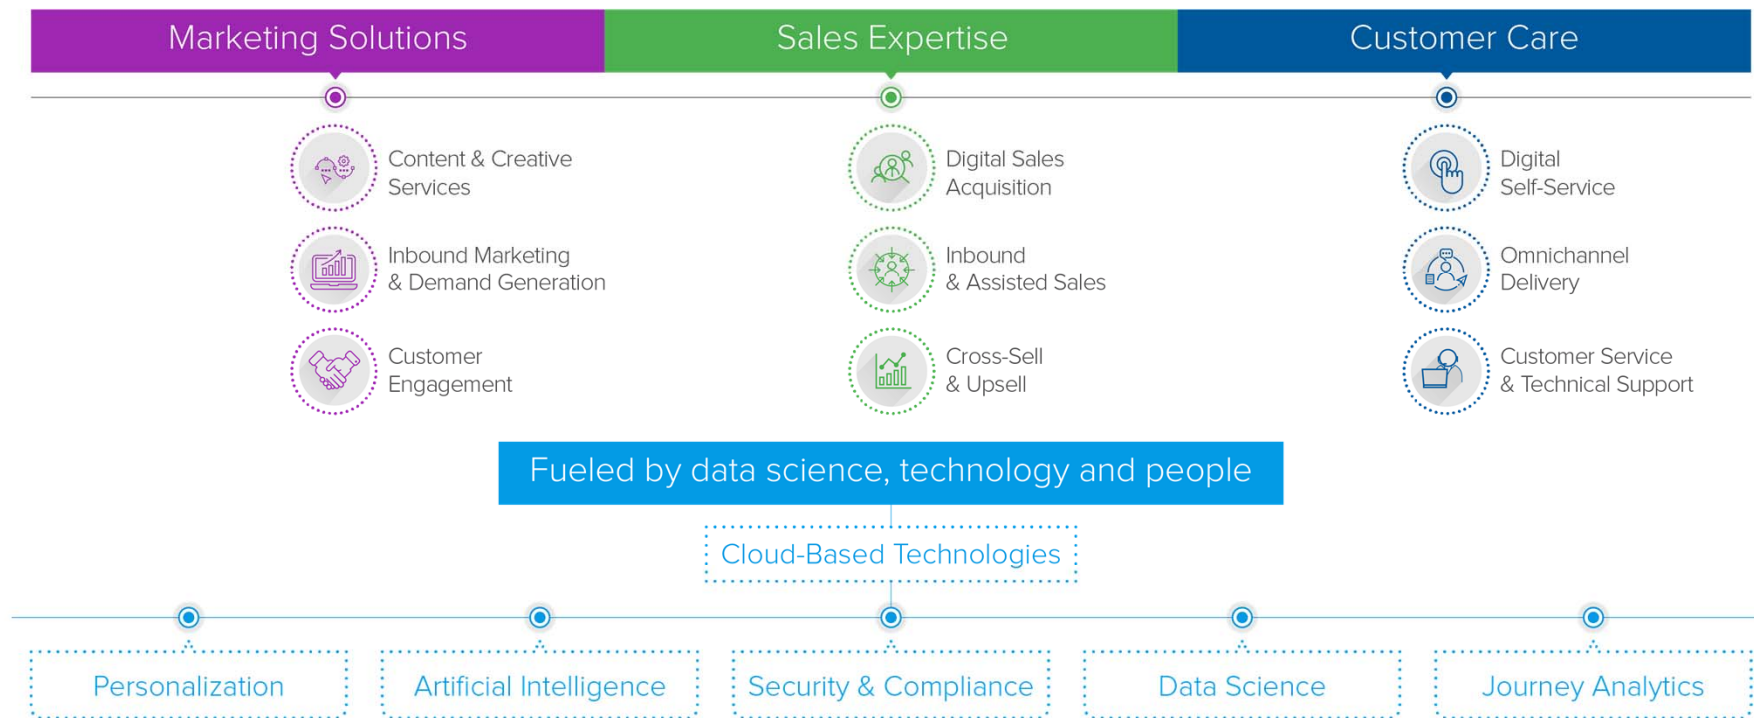 Marketing Solutions
Sales Expertise
Customer Care
Content & Creative
Services
Inbound Marketing
& Demand Generation
Customer
Engagement
Digital Sales
Acquisition
Inbound
& Assisted Sales
Cross-Sell
& Upsell
Digital
Self-Service
Omnichannel
Delivery
Customer Service
& Technical Support
Fueled by data science, technology and people
Cloud-Based Technologies
Personalization
Artificial Intelligence
Security & Compliance
Data Science
Journey Analytics